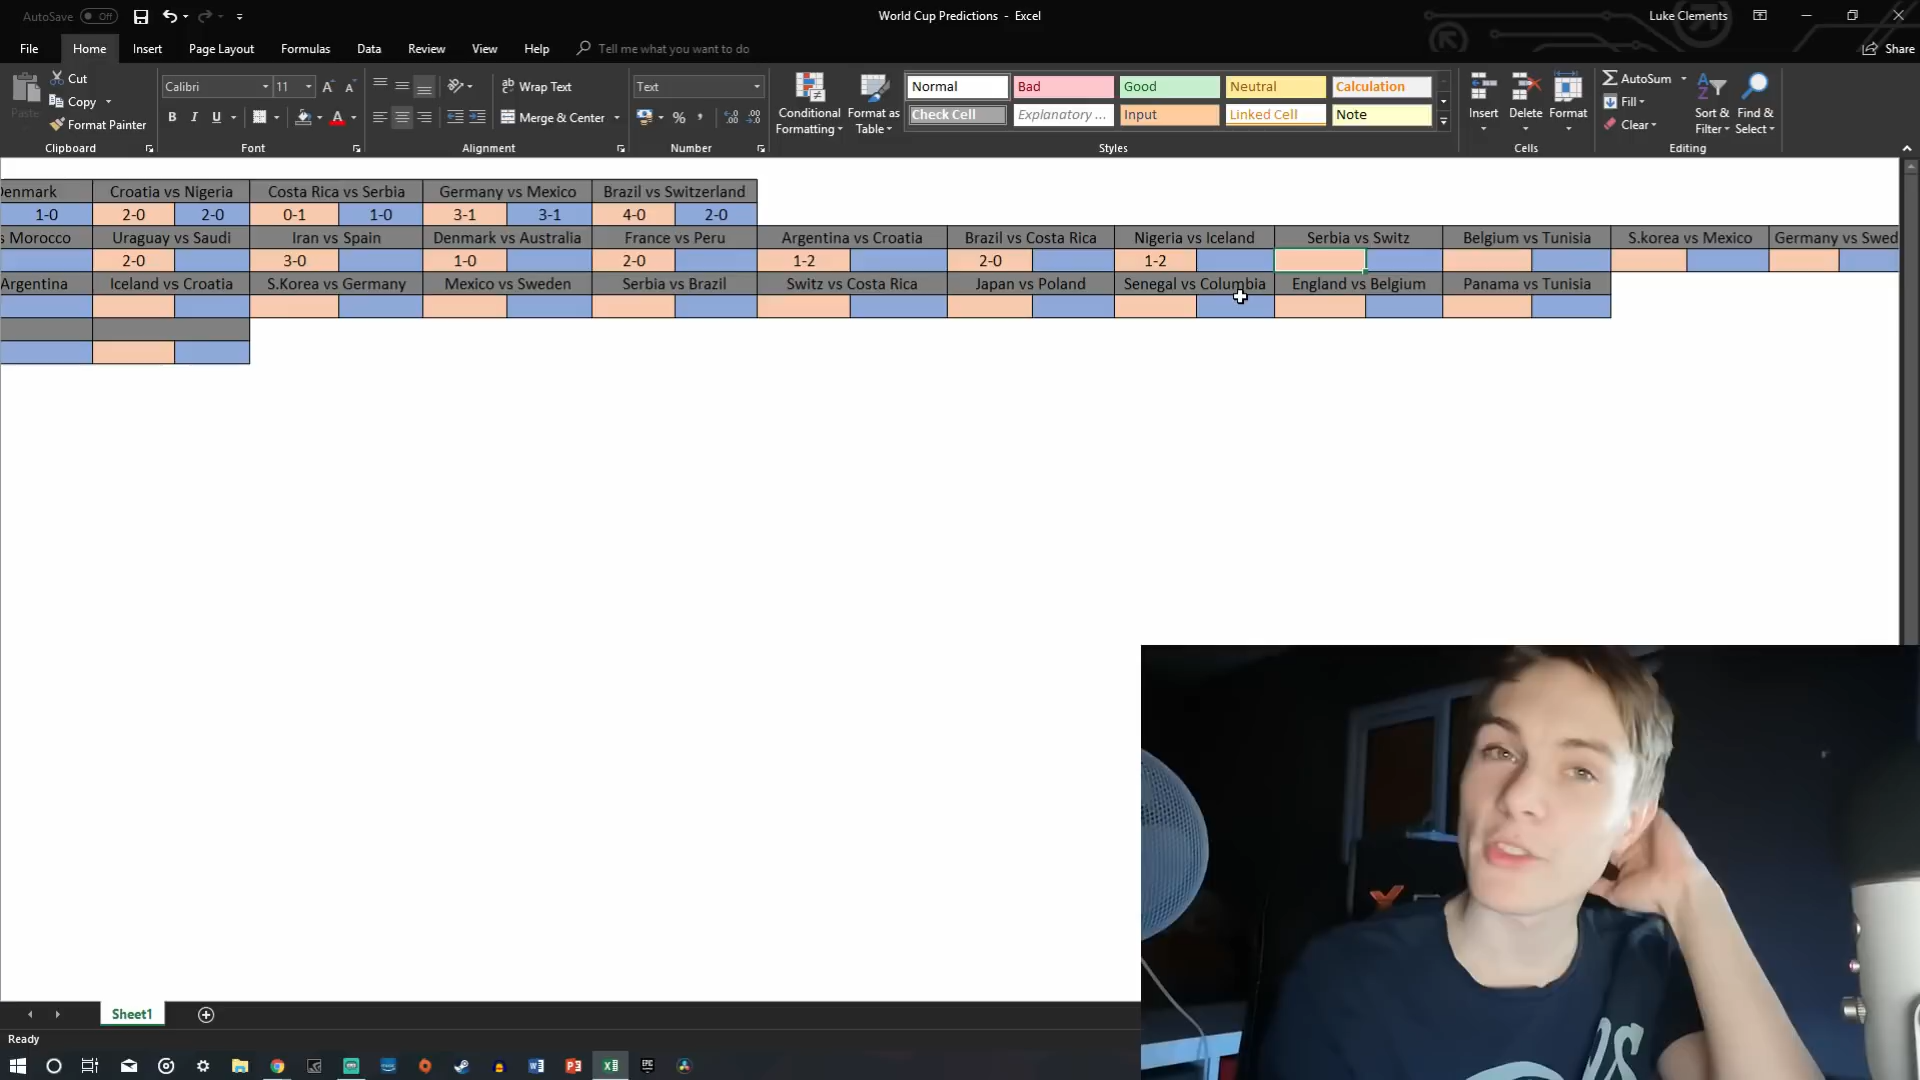 AutoSave Off World Cup Predictions - Excel Luke Clements
File Home Insert Page Layout Formulas Data Review View Help Tell me what you want to do Share
Paste
Cut
Copy
Format Painter
Clipboard
Calibri 11 A A
B I U A
Font
Wrap Text
Merge & Center
Alignment
Text
% ,
Number
Conditional
Formatting
Format as
Table
Normal Bad Good Neutral Calculation
Check Cell Explanatory ... Input Linked Cell Note
Styles
Insert Delete Format
Cells
AutoSum
Fill
Clear
Sort &
Filter
Find &
Select
Editing
Denmark Croatia vs Nigeria Costa Rica vs Serbia Germany vs Mexico Brazil vs Switzerland
1-0 2-0 2-0 0-1 1-0 3-1 3-1 4-0 2-0
s Morocco Uraguay vs Saudi Iran vs Spain Denmark vs Australia France vs Peru Argentina vs Croatia Brazil vs Costa Rica Nigeria vs Iceland Serbia vs Switz Belgium vs Tunisia S.korea vs Mexico Germany vs Swed
2-0 3-0 1-0 2-0 1-2 2-0 1-2
Argentina Iceland vs Croatia S.Korea vs Germany Mexico vs Sweden Serbia vs Brazil Switz vs Costa Rica Japan vs Poland Senegal vs Columbia England vs Belgium Panama vs Tunisia
Sheet1
Ready